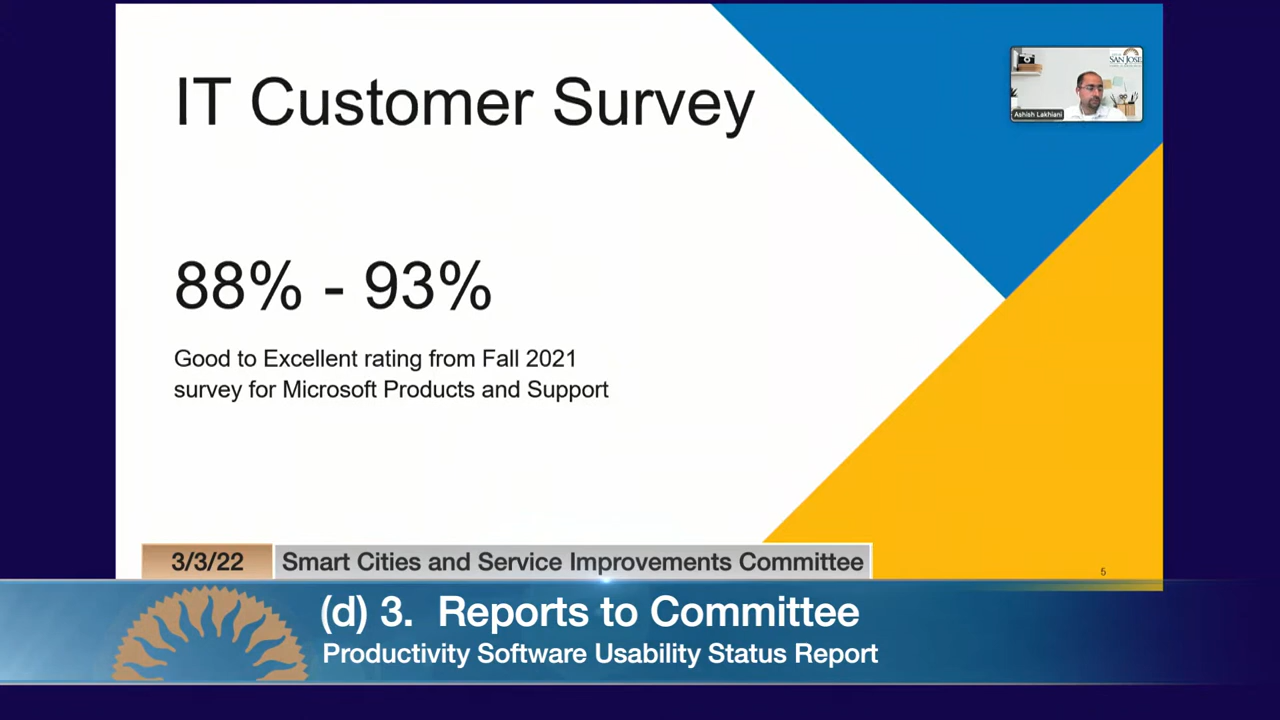 IT Customer Survey
SAN JOSE
Ashish Lakhiani
88% - 93%
Good to Excellent rating from Fall 2021
survey for Microsoft Products and Support
5
3/3/22
Smart Cities and Service Improvements Committee
(d) 3. Reports to Committee
Productivity Software Usability Status Report